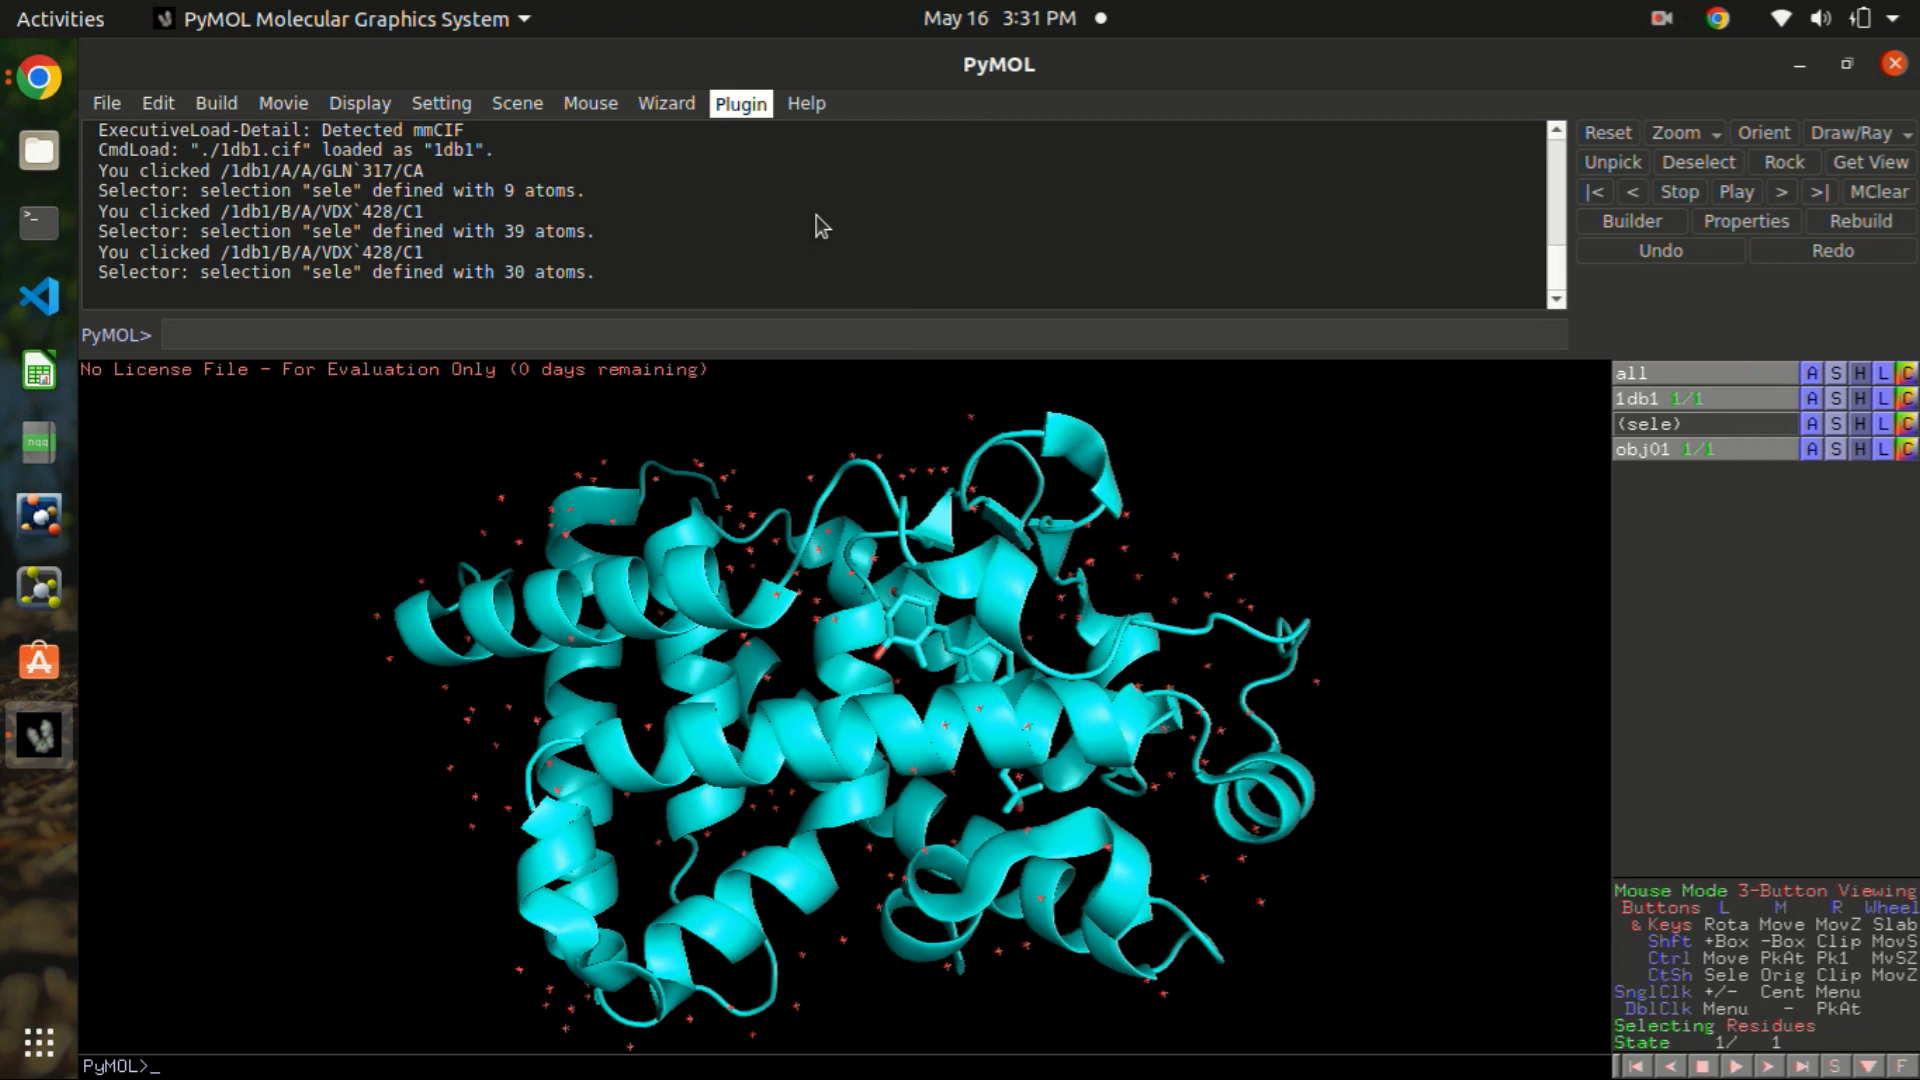 Activities
PyMOL Molecular Graphics System
May 16 3:31 PM
PyMOL
File Edit Build Movie Display Setting Scene Mouse Wizard Plugin Help
ExecutiveLoad-Detail: Detected mmCIF
CmdLoad: "./1db1.cif" loaded as "1db1".
You clicked /1db1/A/A/GLN`317/CA
Selector: selection "sele" defined with 9 atoms.
You clicked /1db1/B/A/VDX`428/C1
Selector: selection "sele" defined with 39 atoms.
You clicked /1db1/B/A/VDX`428/C1
Selector: selection "sele" defined with 30 atoms.
PyMOL>
Reset Zoom Orient Draw/Ray
Unpick Deselect Rock Get View
|< < Stop Play > >| MClear
Builder Properties Rebuild
Undo Redo
No License File - For Evaluation Only (0 days remaining)
all A S H L C
1db1 1/1 A S H L C
(sele) A S H L C
obj01 1/1 A S H L C
Mouse Mode 3-Button Viewing
Buttons L M R Wheel
& Keys Rota Move MovZ Slab
Shft +Box -Box Clip MovS
Ctrl Move PkAt Pk1 MvSZ
CtSh Sele Orig Clip MovZ
SnglClk +/- Cent Menu
DblClk Menu - PkAt
Selecting Residues
State 1/ 1
S F
PyMOL>_
nqq